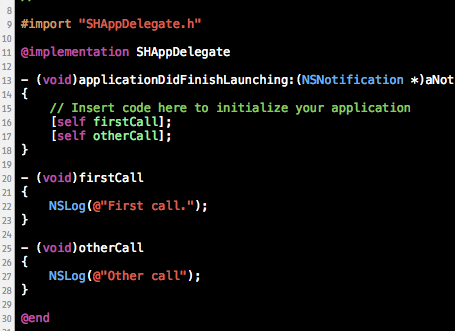 8
9 #import "SHAppDelegate.h"
10
11 @implementation SHAppDelegate
12
13 - (void)applicationDidFinishLaunching:(NSNotification *)aNot
14 {
15 // Insert code here to initialize your application
16 [self firstCall];
17 [self otherCall];
18 }
19
20 - (void)firstCall
21 {
22 NSLog(@"First call.");
23 }
24
25 - (void)otherCall
26 {
27 NSLog(@"Other call");
28 }
29
30 @end